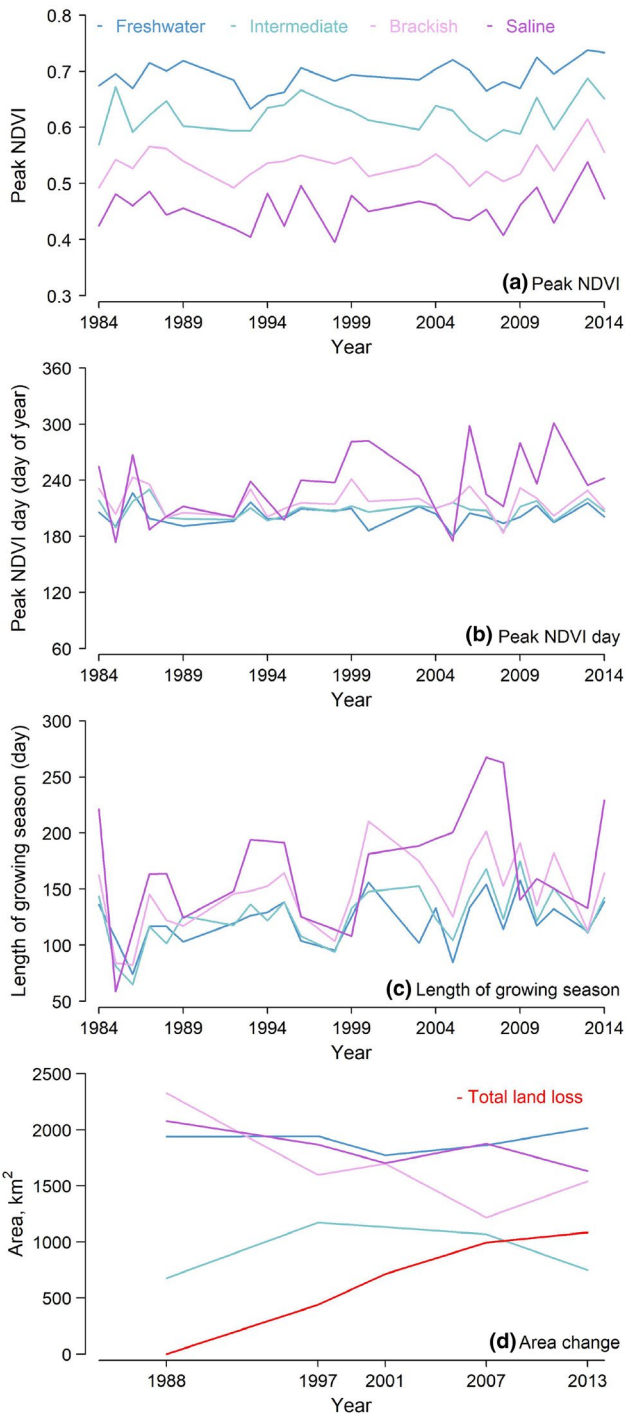 - Freshwater - Intermediate - Brackish - Saline
0.8
0.7
0.6
0.5
0.4
0.3
Peak NDVI
(a) Peak NDVI
1984 1989 1994 1999 2004 2009 2014
Year
360
300
240
180
120
60
Peak NDVI day (day of year)
(b) Peak NDVI day
1984 1989 1994 1999 2004 2009 2014
Year
300
250
200
150
100
50
Length of growing season (day)
(c) Length of growing season
1984 1989 1994 1999 2004 2009 2014
Year
2500
2000
1500
1000
500
0
Area, km²
- Total land loss
(d) Area change
1988 1997 2001 2007 2013
Year